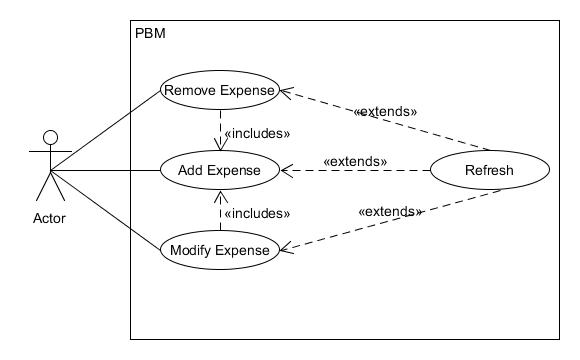 PBM
Remove Expense
«extends»
«includes»
Add Expense
«extends»
Refresh
Actor
«includes»
«extends»
Modify Expense